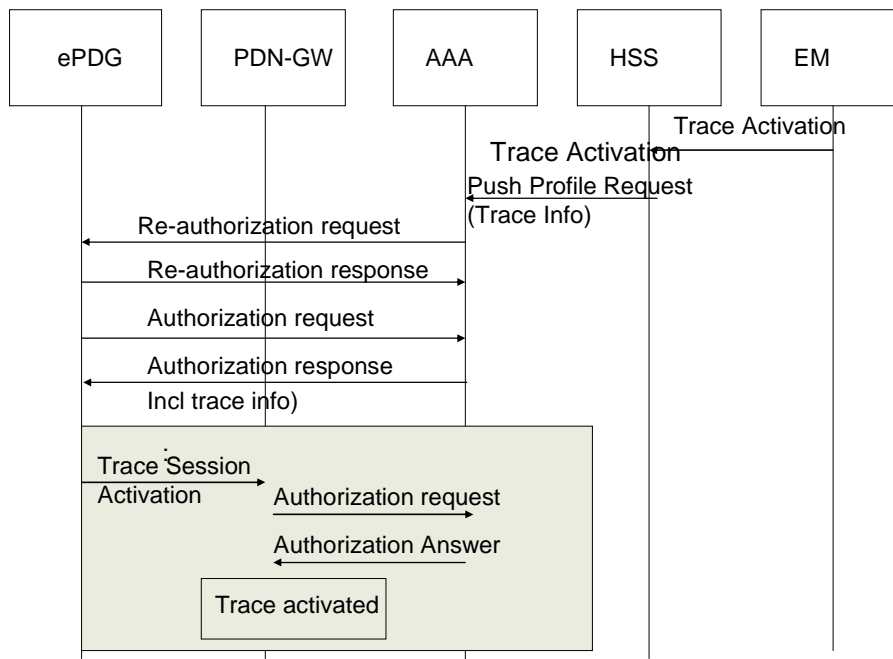 ePDG
PDN-GW
AAA
HSS
EM
Trace Activation
Trace Activation
Push Profile Request
(Trace Info)
Re-authorization request
Re-authorization response
Authorization request
Authorization response
Incl trace info)
:
Trace Session
Activation
Authorization request
Authorization Answer
Trace activated